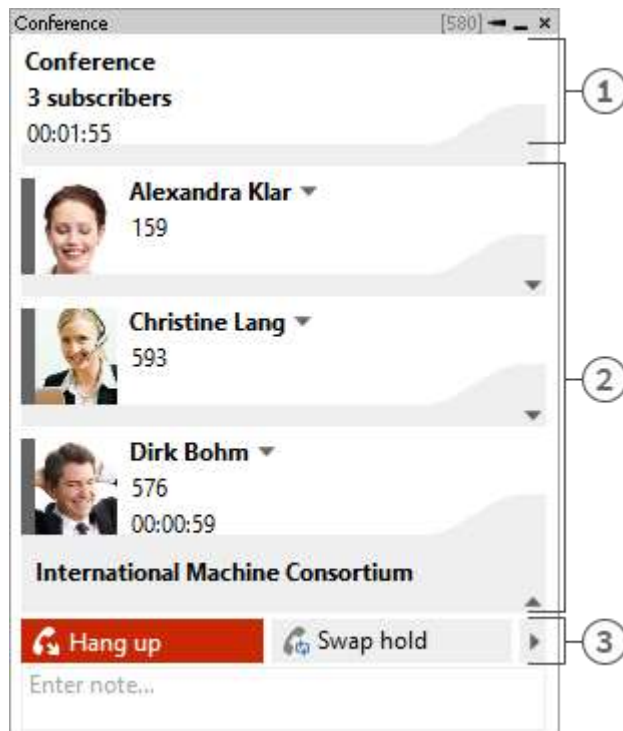 Conference [580]
Conference
3 subscribers
00:01:55
1
Alexandra Klar
159
Christine Lang
593
2
Dirk Bohm
576
00:00:59
International Machine Consortium
Hang up Swap hold
3
Enter note...